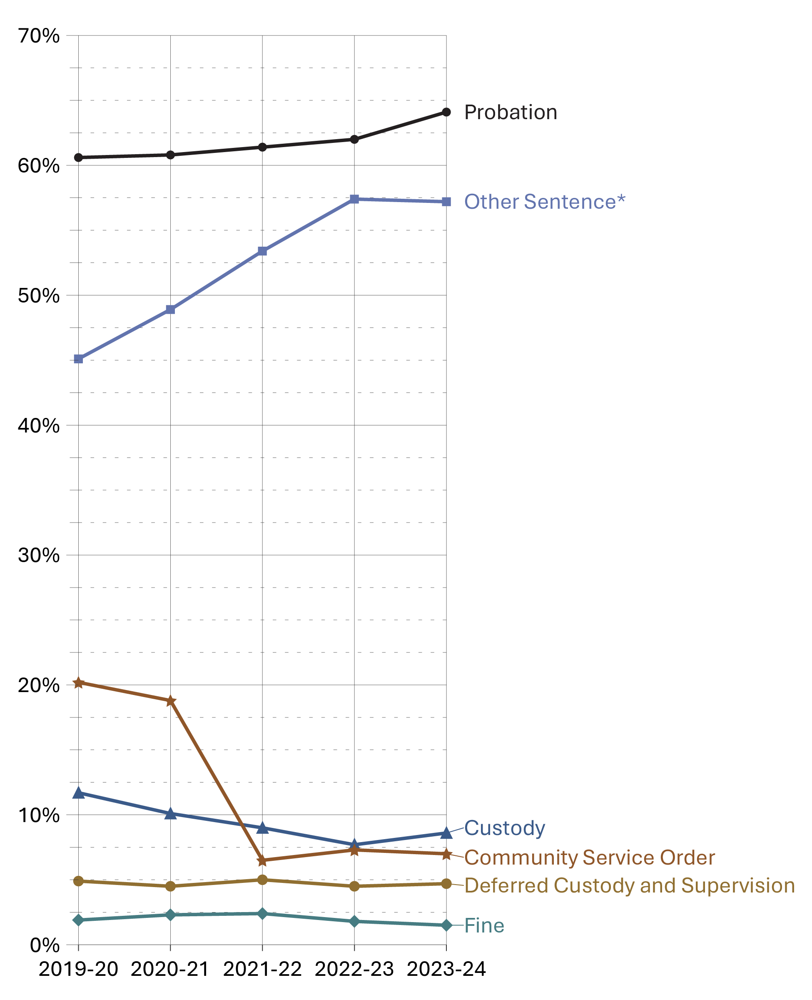 70%
Probation
60%
Other Sentence*
50%
40%
30%
20%
10%
Custody
Community Service Order
Deferred Custody and Supervision
Fine
0%
2019-20 2020-21 2021-22 2022-23 2023-24